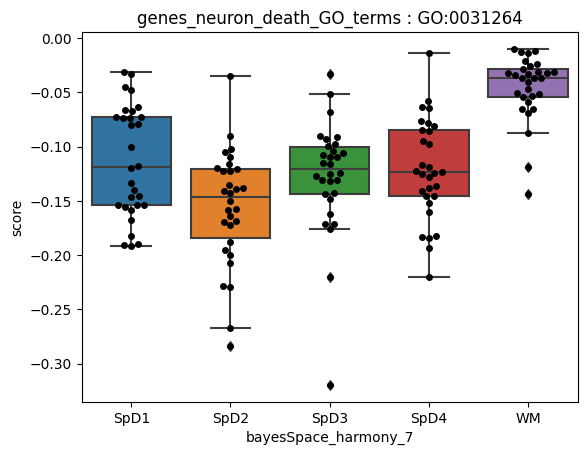 genes_neuron_death_GO_terms : GO:0031264
0.00
−0.05
−0.10
−0.15
−0.20
−0.25
−0.30
score
SpD1 SpD2 SpD3 SpD4 WM
bayesSpace_harmony_7